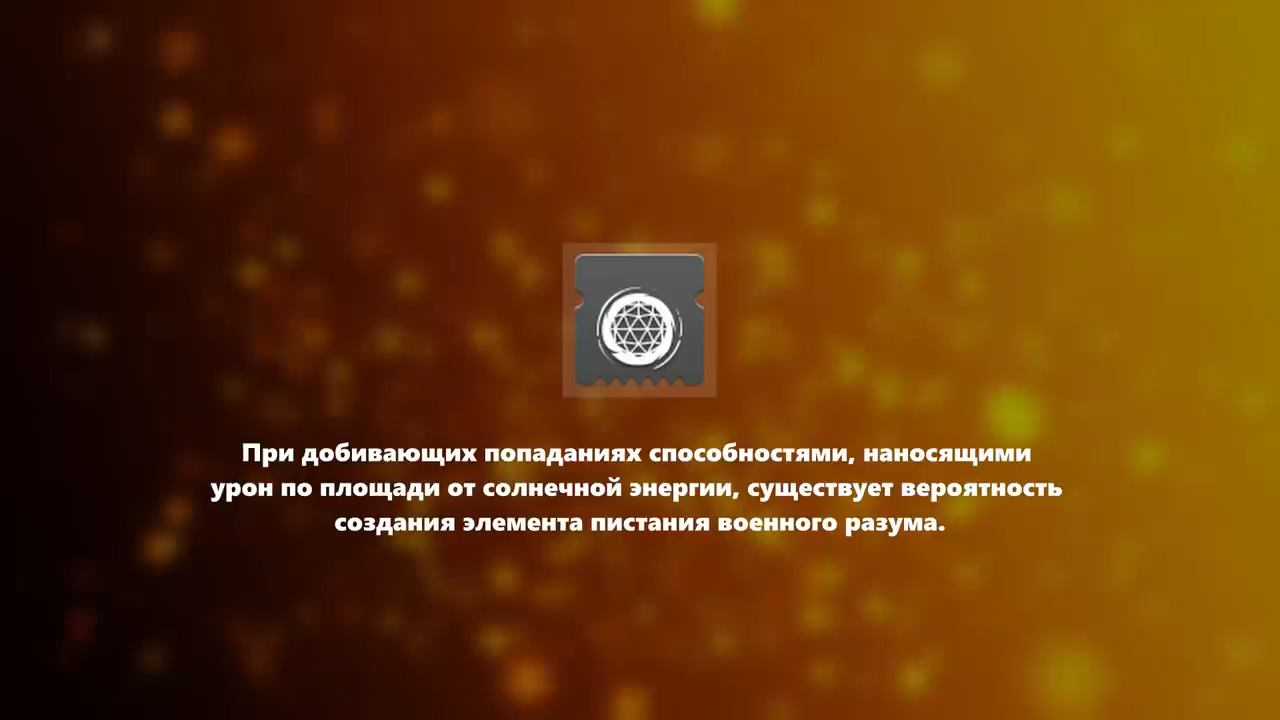 При добивающих попаданиях способностями, наносящими
урон по площади от солнечной энергии, существует вероятность
создания элемента пистания военного разума.